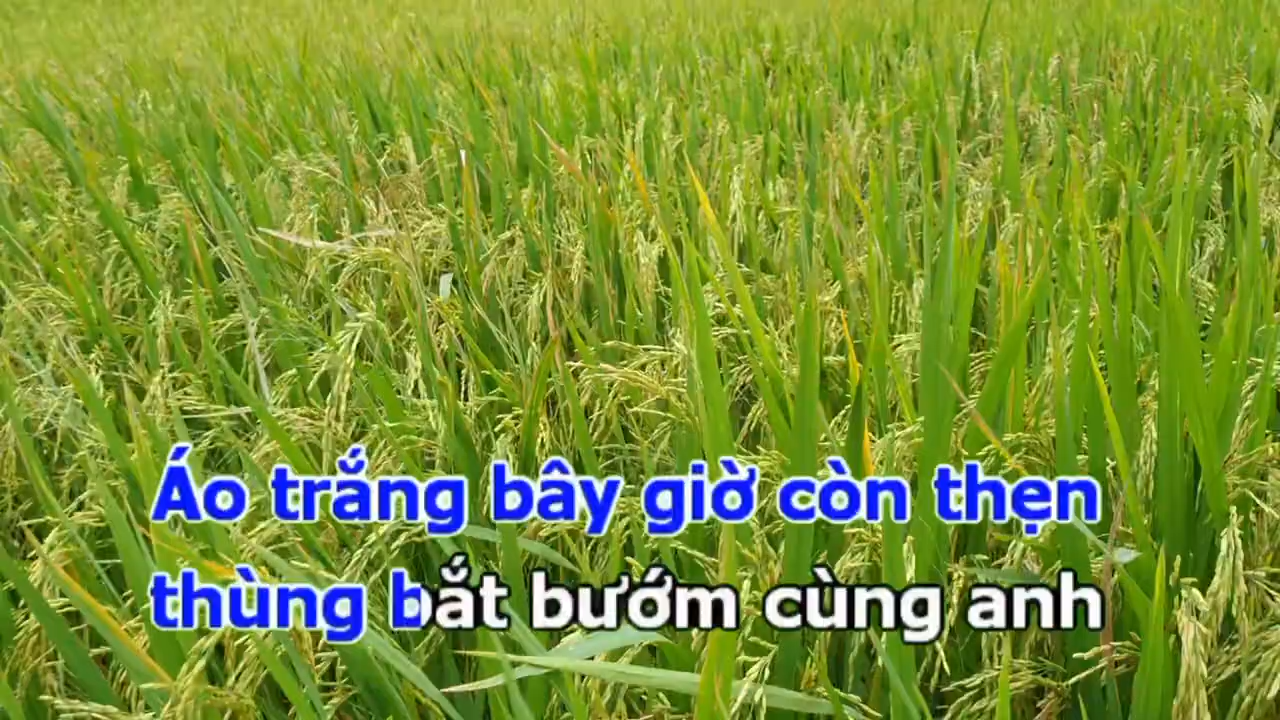 Áo trắng bây giờ còn thẹn
thùng bắt bướm cùng anh